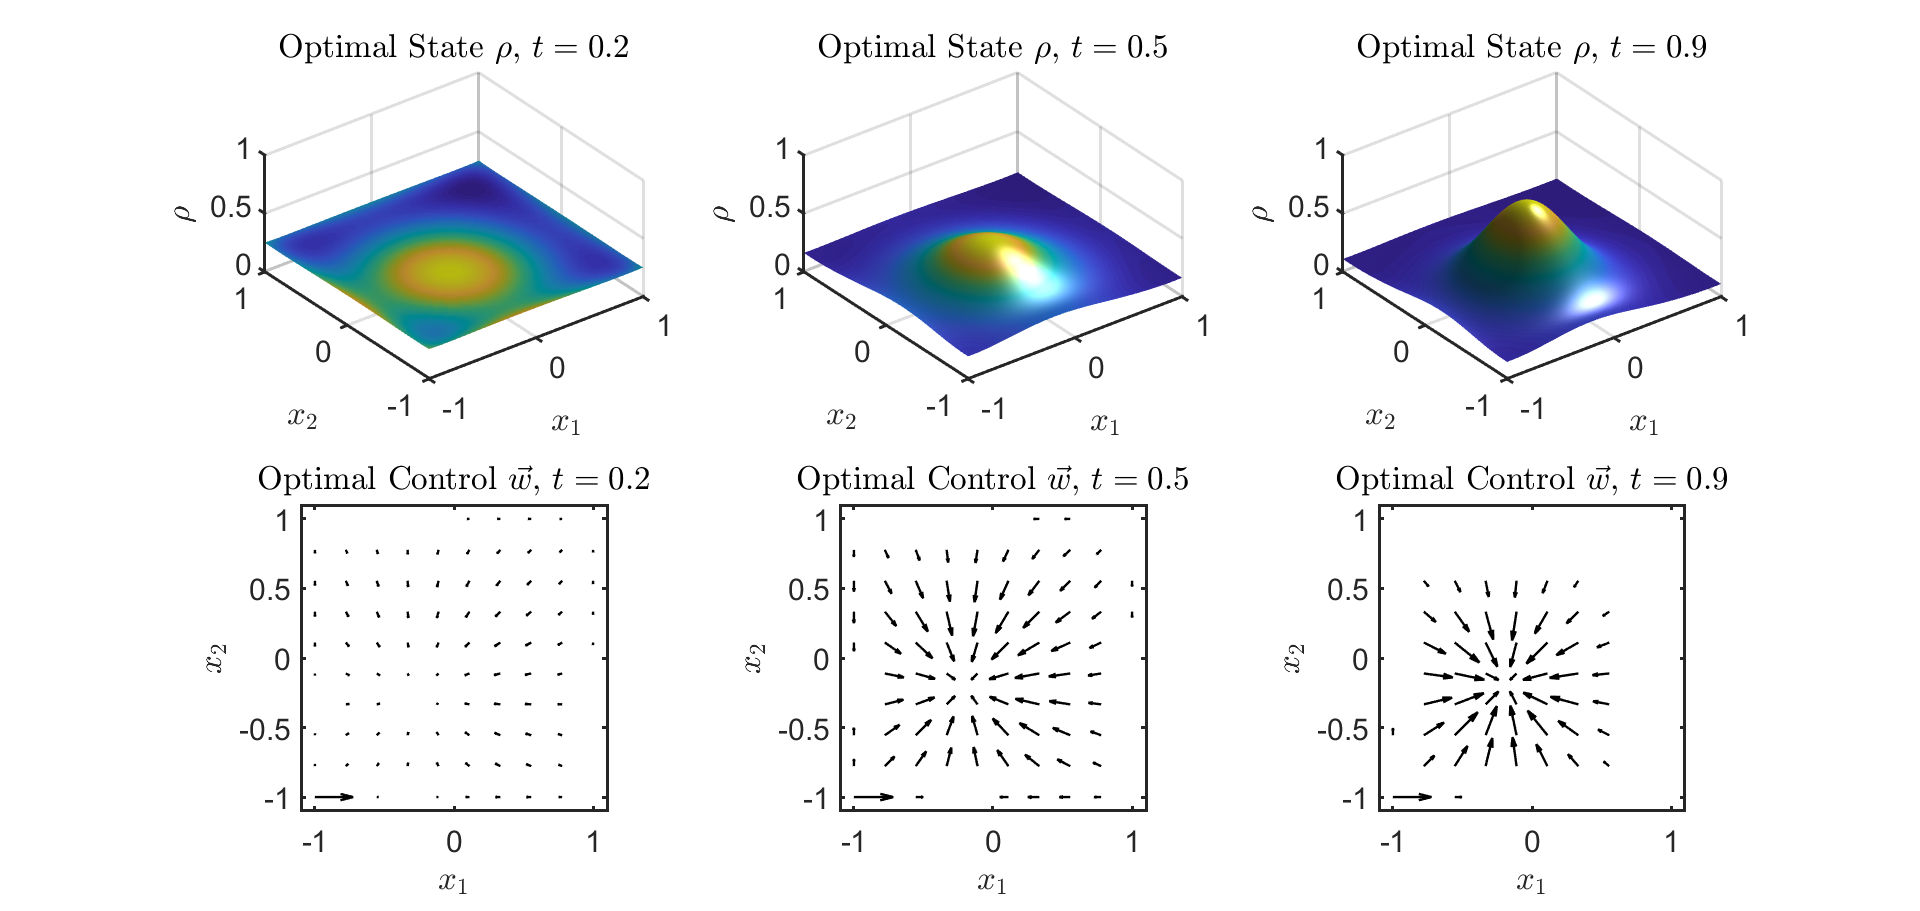 Optimal State ρ, t = 0.2
1
0.5
0
ρ
1
0
-1
x₂
-1
0
1
x₁
Optimal State ρ, t = 0.5
1
0.5
0
ρ
1
0
-1
x₂
-1
0
1
x₁
Optimal State ρ, t = 0.9
1
0.5
0
ρ
1
0
-1
x₂
-1
0
1
x₁
Optimal Control w⃗, t = 0.2
1
0.5
0
-0.5
-1
x₂
-1
0
1
x₁
Optimal Control w⃗, t = 0.5
1
0.5
0
-0.5
-1
x₂
-1
0
1
x₁
Optimal Control w⃗, t = 0.9
1
0.5
0
-0.5
-1
x₂
-1
0
1
x₁